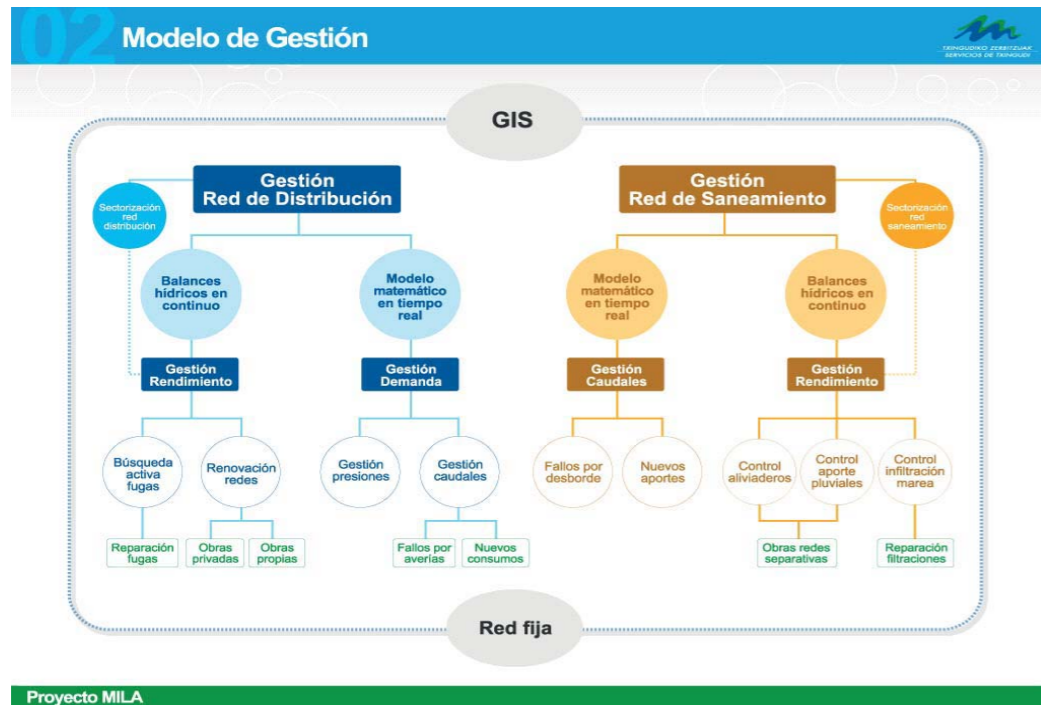 02 Modelo de Gestión
TXINGUDIKO ZERBITZUAK
SERVICIOS DE TXINGUDI
GIS
Gestión
Red de Distribución
Gestión
Red de Saneamiento
Sectorización
red
distribución
Sectorización
red
saneamiento
Balances
hídricos en
continuo
Modelo
matemático
en tiempo
real
Modelo
matemático
en tiempo
real
Balances
hídricos en
continuo
Gestión
Rendimiento
Gestión
Demanda
Gestión
Caudales
Gestión
Rendimiento
Búsqueda
activa
fugas
Renovación
redes
Gestión
presiones
Gestión
caudales
Fallos por
desborde
Nuevos
aportes
Control
aliviaderos
Control
aporte
pluviales
Control
infiltración
marea
Reparación
fugas
Obras
privadas
Obras
propias
Fallos por
averías
Nuevos
consumos
Obras redes
separativas
Reparación
filtraciones
Red fija
Proyecto MILA